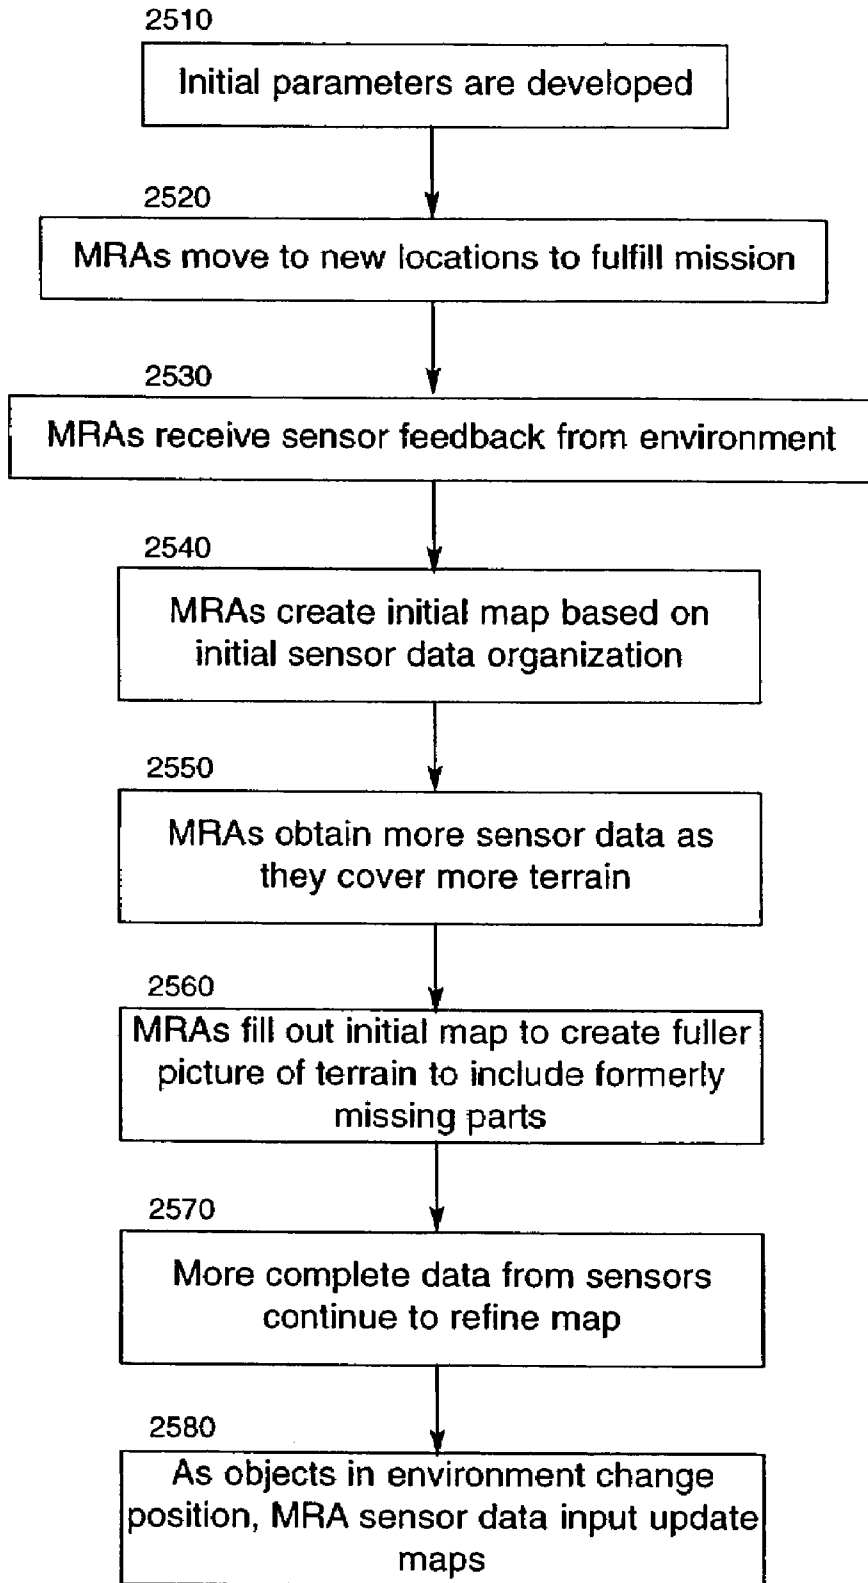 2510
Initial parameters are developed
2520
MRAs move to new locations to fulfill mission
2530
MRAs receive sensor feedback from environment
2540
MRAs create initial map based on
initial sensor data organization
2550
MRAs obtain more sensor data as
they cover more terrain
2560
MRAs fill out initial map to create fuller
picture of terrain to include formerly
missing parts
2570
More complete data from sensors
continue to refine map
2580
As objects in environment change
position, MRA sensor data input update
maps